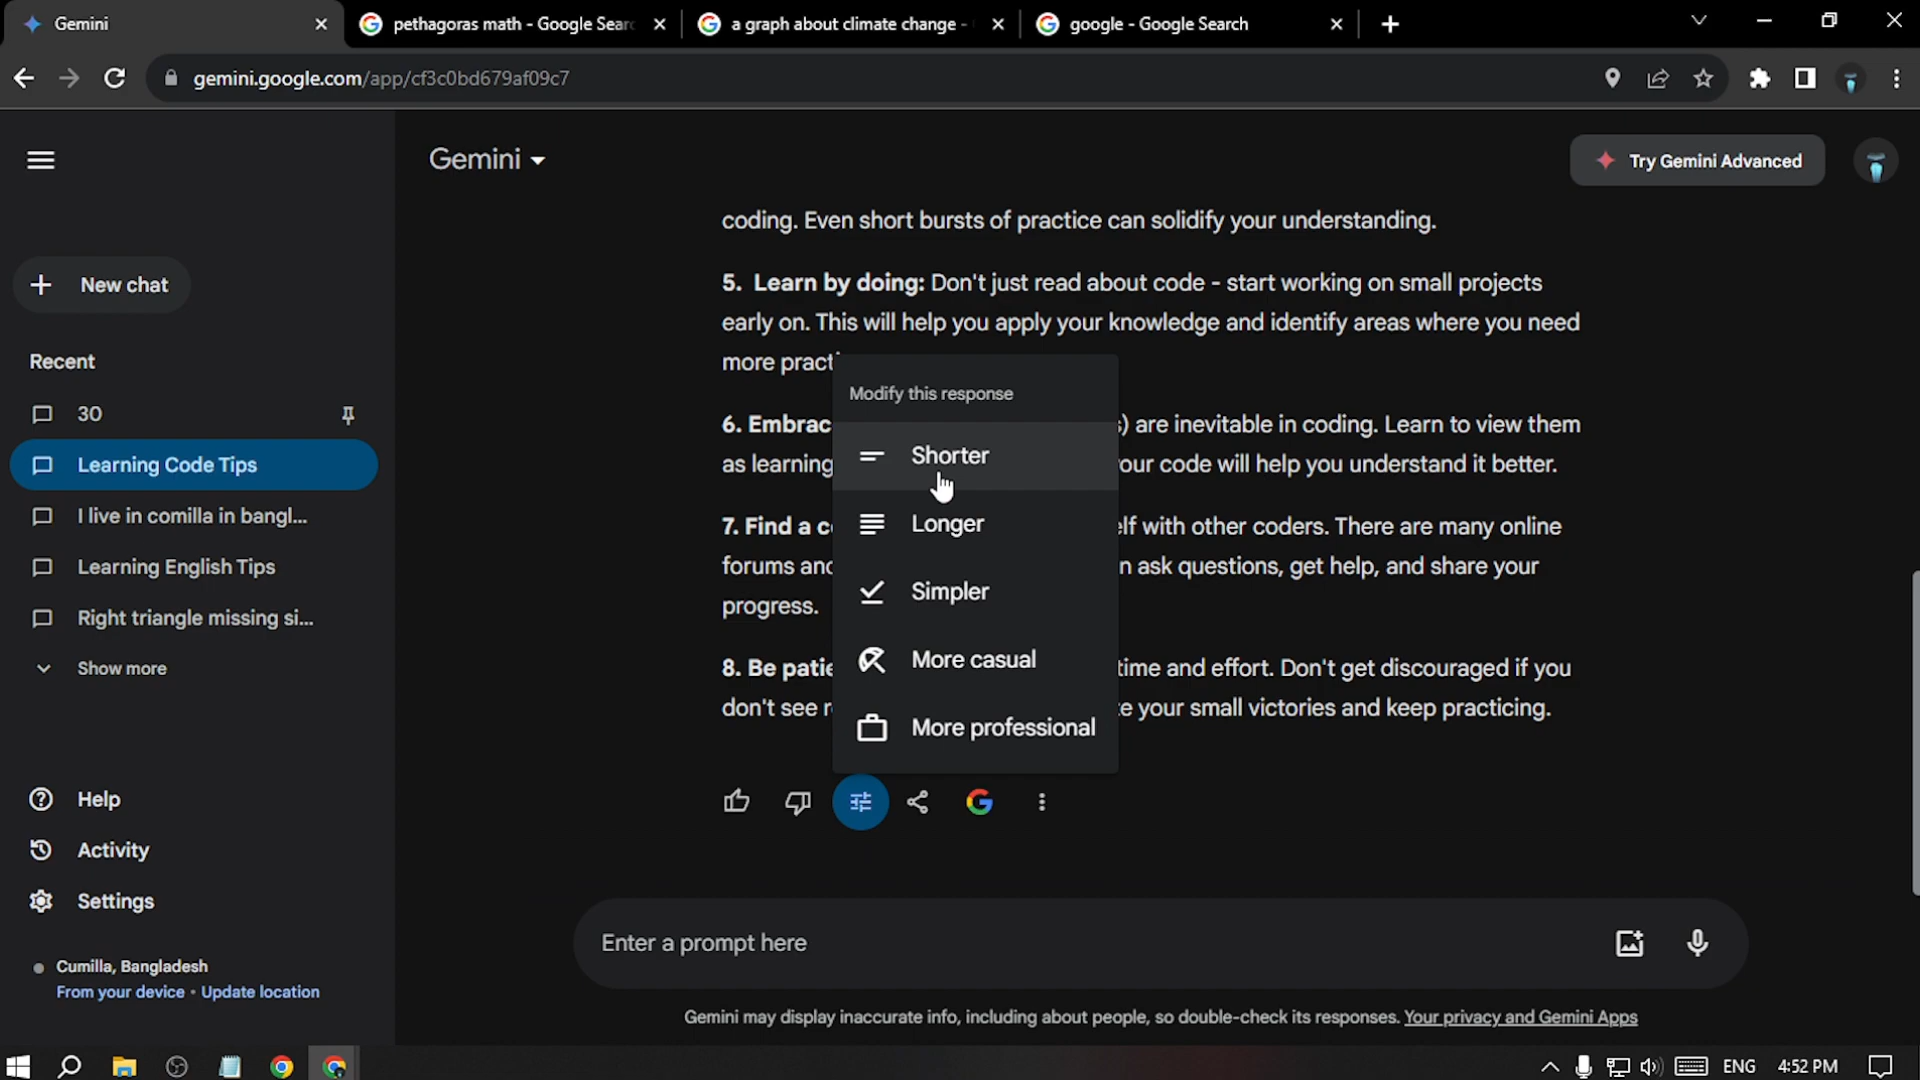 Gemini
pethagoras math - Google Sear
a graph about climate change -
google - Google Search
gemini.google.com/app/cf3c0bd679af09c7
Gemini
Try Gemini Advanced
New chat
Recent
30
Learning Code Tips
I live in comilla in bangl...
Learning English Tips
Right triangle missing si...
Show more
Help
Activity
Settings
Cumilla, Bangladesh
From your device • Update location
coding. Even short bursts of practice can solidify your understanding.
5. Learn by doing: Don't just read about code - start working on small projects
early on. This will help you apply your knowledge and identify areas where you need
more pract
6. Embrac ) are inevitable in coding. Learn to view them
as learning our code will help you understand it better.
7. Find a c lf with other coders. There are many online
forums and n ask questions, get help, and share your
progress.
8. Be patie time and effort. Don't get discouraged if you
don't see r e your small victories and keep practicing.
Modify this response
Shorter
Longer
Simpler
More casual
More professional
Enter a prompt here
Gemini may display inaccurate info, including about people, so double-check its responses. Your privacy and Gemini Apps
ENG 4:52 PM